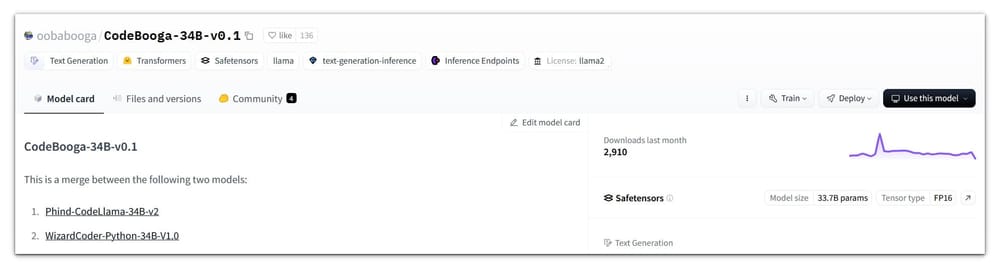 oobabooga/CodeBooga-34B-v0.1 like 136
Text Generation Transformers Safetensors llama text-generation-inference Inference Endpoints License: llama2
Model card Files and versions Community 4 Train Deploy Use this model
Edit model card
CodeBooga-34B-v0.1
This is a merge between the following two models:
1. Phind-CodeLlama-34B-v2
2. WizardCoder-Python-34B-V1.0
Downloads last month
2,910
Safetensors Model size 33.7B params Tensor type FP16
Text Generation